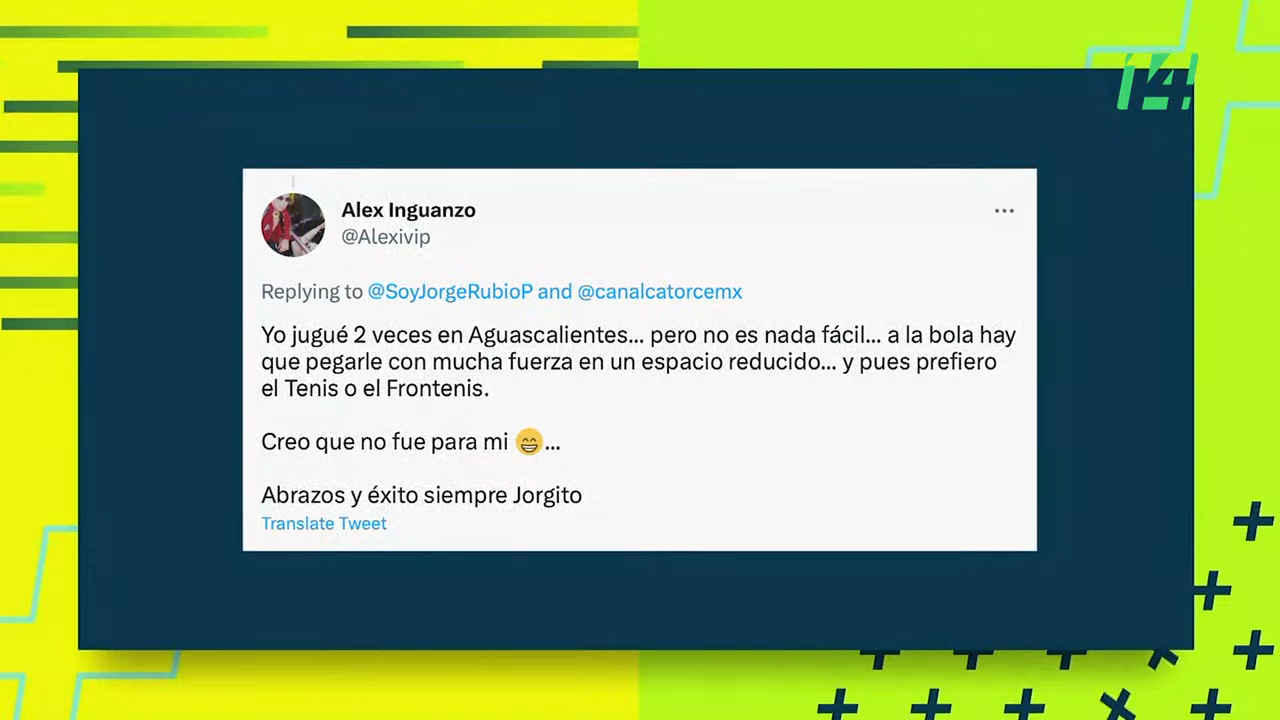 14
Alex Inguanzo
@Alexivip
Replying to @SoyJorgeRubioP and @canalcatorcemx
Yo jugué 2 veces en Aguascalientes... pero no es nada fácil... a la bola hay
que pegarle con mucha fuerza en un espacio reducido... y pues prefiero
el Tenis o el Frontenis.
Creo que no fue para mi 😁...
Abrazos y éxito siempre Jorgito
Translate Tweet